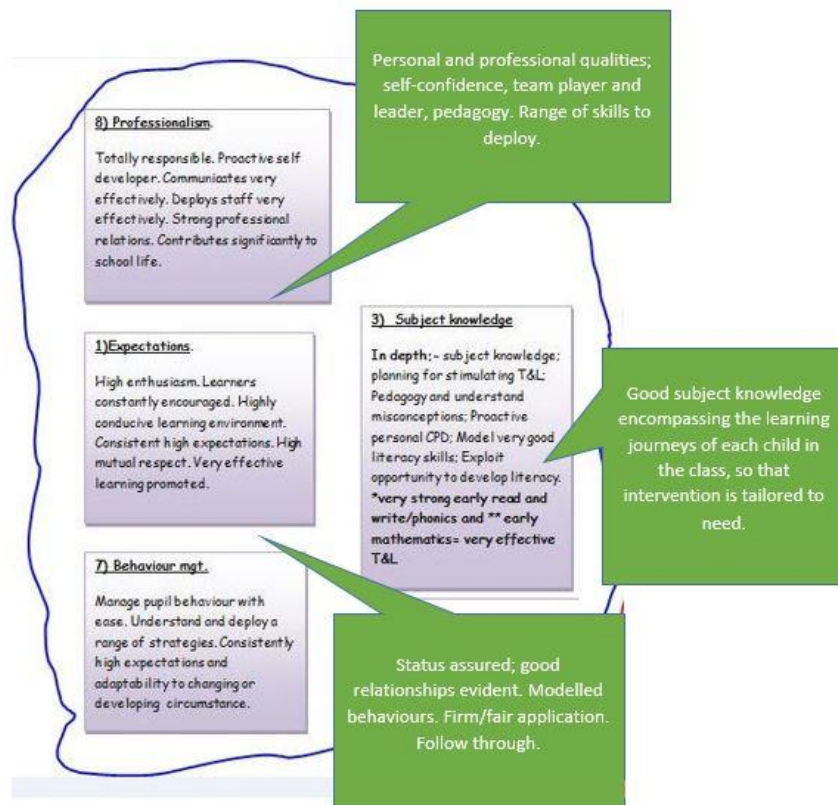 Personal and professional qualities;
self-confidence, team player and
leader, pedagogy. Range of skills to
deploy.
8) Professionalism.
Totally responsible. Proactive self
developer. Communicates very
effectively. Deploys staff very
effectively. Strong professional
relations. Contributes significantly to
school life.
1)Expectations.
High enthusiasm. Learners
constantly encouraged. Highly
conducive learning environment.
Consistent high expectations. High
mutual respect. Very effective
learning promoted.
3) Subject knowledge
In depth;- subject knowledge;
planning for stimulating T&L;
Pedagogy and understand
misconceptions; Proactive
personal CPD; Model very good
literacy skills; Exploit
opportunity to develop literacy.
*very strong early read and
write/phonics and ** early
mathematics= very effective
T&L
Good subject knowledge
encompassing the learning
journeys of each child in
the class, so that
intervention is tailored to
need.
7) Behaviour mgt.
Manage pupil behaviour with
ease. Understand and deploy a
range of strategies. Consistently
high expectations and
adaptability to changing or
developing circumstance.
Status assured; good
relationships evident. Modelled
behaviours. Firm/fair application.
Follow through.